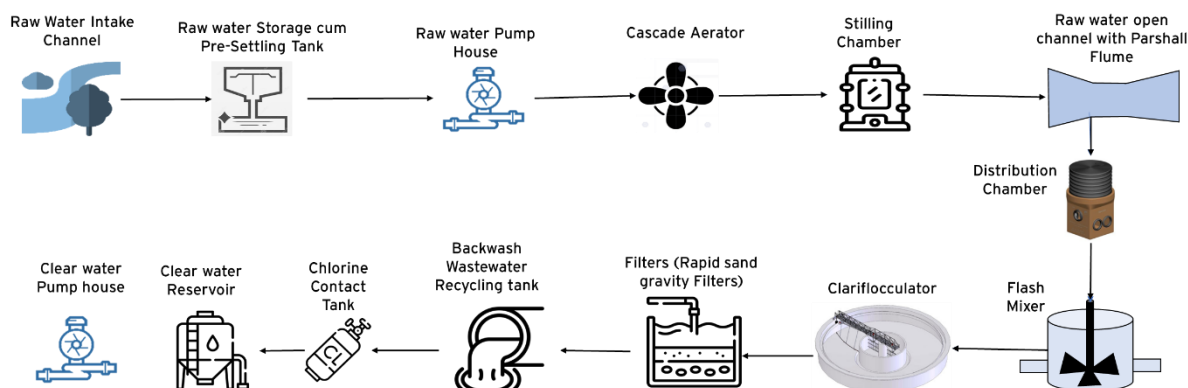 Raw Water Intake
Channel
Raw water Storage cum
Pre-Settling Tank
Raw water Pump
House
Cascade Aerator
Stilling
Chamber
Raw water open
channel with Parshall
Flume
Distribution
Chamber
Flash
Mixer
Clariflocculator
Filters (Rapid sand
gravity Filters)
Backwash
Wastewater
Recycling tank
Chlorine
Contact
Tank
Clear water
Reservoir
Clear water
Pump house